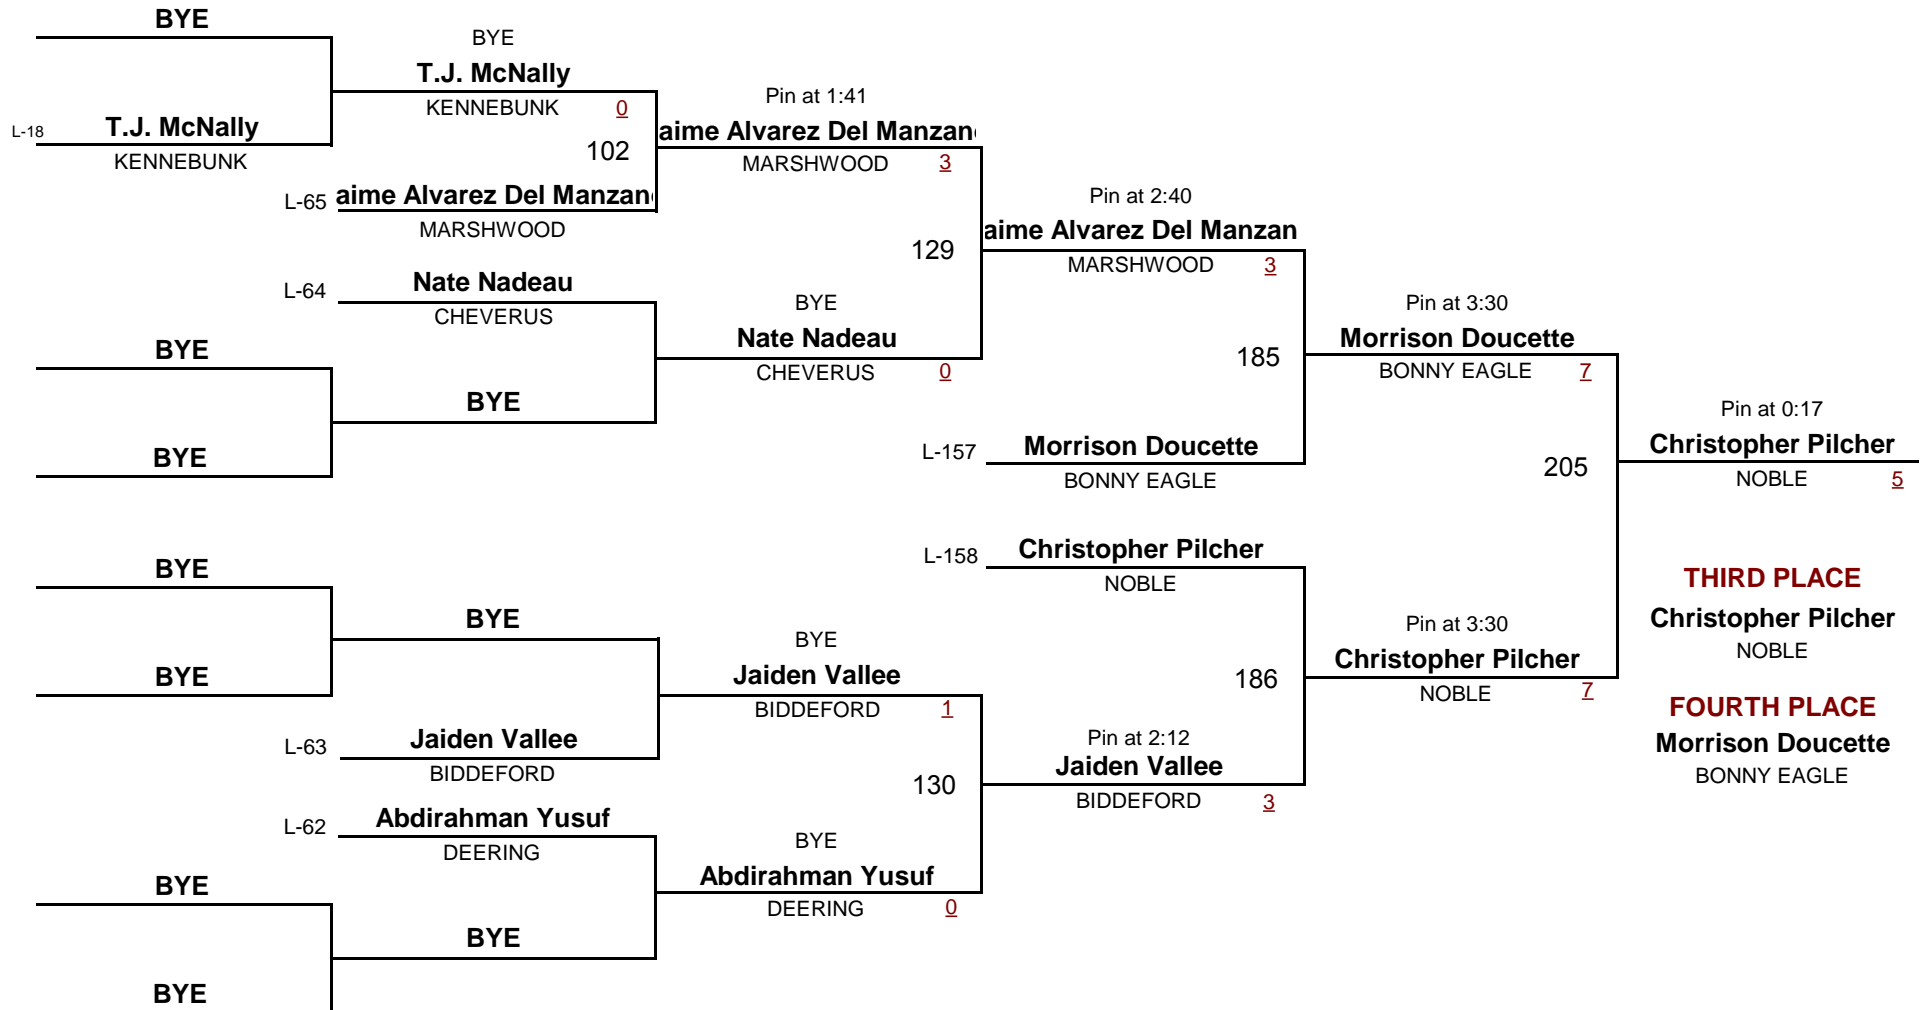 BYE
BYE
T.J. McNally
KENNEBUNK 0
L-18 T.J. McNally
KENNEBUNK
102
Pin at 1:41
aime Alvarez Del Manzan
MARSHWOOD 3
L-65 aime Alvarez Del Manzan
MARSHWOOD
Pin at 2:40
aime Alvarez Del Manzan
MARSHWOOD 3
129
L-64 Nate Nadeau
CHEVERUS
BYE
Nate Nadeau
CHEVERUS 0
BYE
BYE
BYE
185
Pin at 3:30
Morrison Doucette
BONNY EAGLE 7
L-157 Morrison Doucette
BONNY EAGLE
205
Pin at 0:17
Christopher Pilcher
NOBLE 5
L-158 Christopher Pilcher
NOBLE
BYE
BYE
BYE
BYE
Jaiden Vallee
BIDDEFORD 1
186
Pin at 3:30
Christopher Pilcher
NOBLE 7
THIRD PLACE
Christopher Pilcher
NOBLE
FOURTH PLACE
Morrison Doucette
BONNY EAGLE
L-63 Jaiden Vallee
BIDDEFORD
130
Pin at 2:12
Jaiden Vallee
BIDDEFORD 3
L-62 Abdirahman Yusuf
DEERING
BYE
Abdirahman Yusuf
DEERING 0
BYE
BYE
BYE